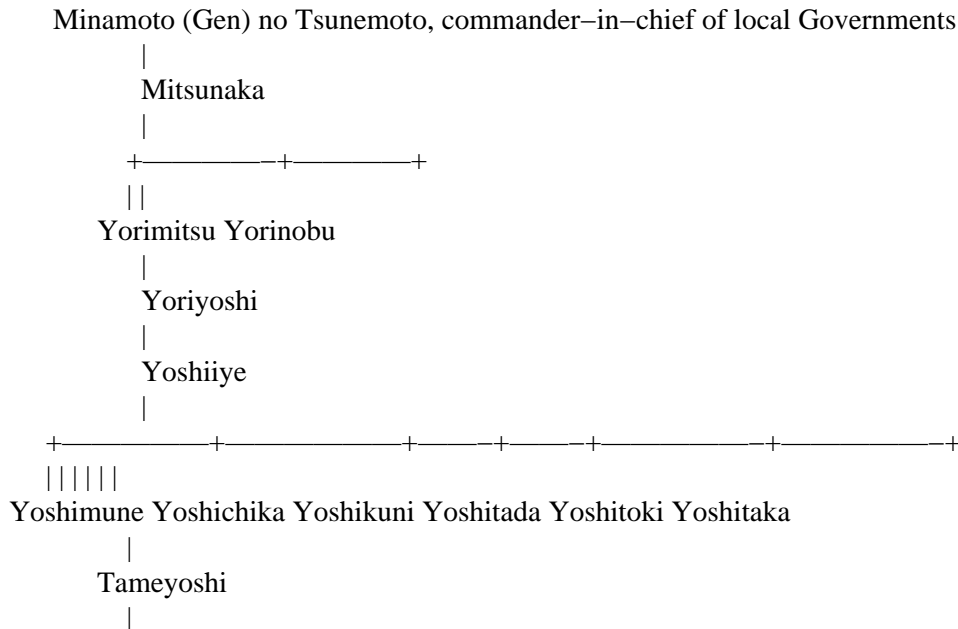 Minamoto (Gen) no Tsunemoto, commander−in−chief of local Governments
|
Mitsunaka
|
+————−+————+
| |
Yorimitsu Yorinobu
|
Yoriyoshi
|
Yoshiiye
|
+—————+——————+——−+——−+—————−+—————−+
| | | | | |
Yoshimune Yoshichika Yoshikuni Yoshitada Yoshitoki Yoshitaka
|
Tameyoshi
|